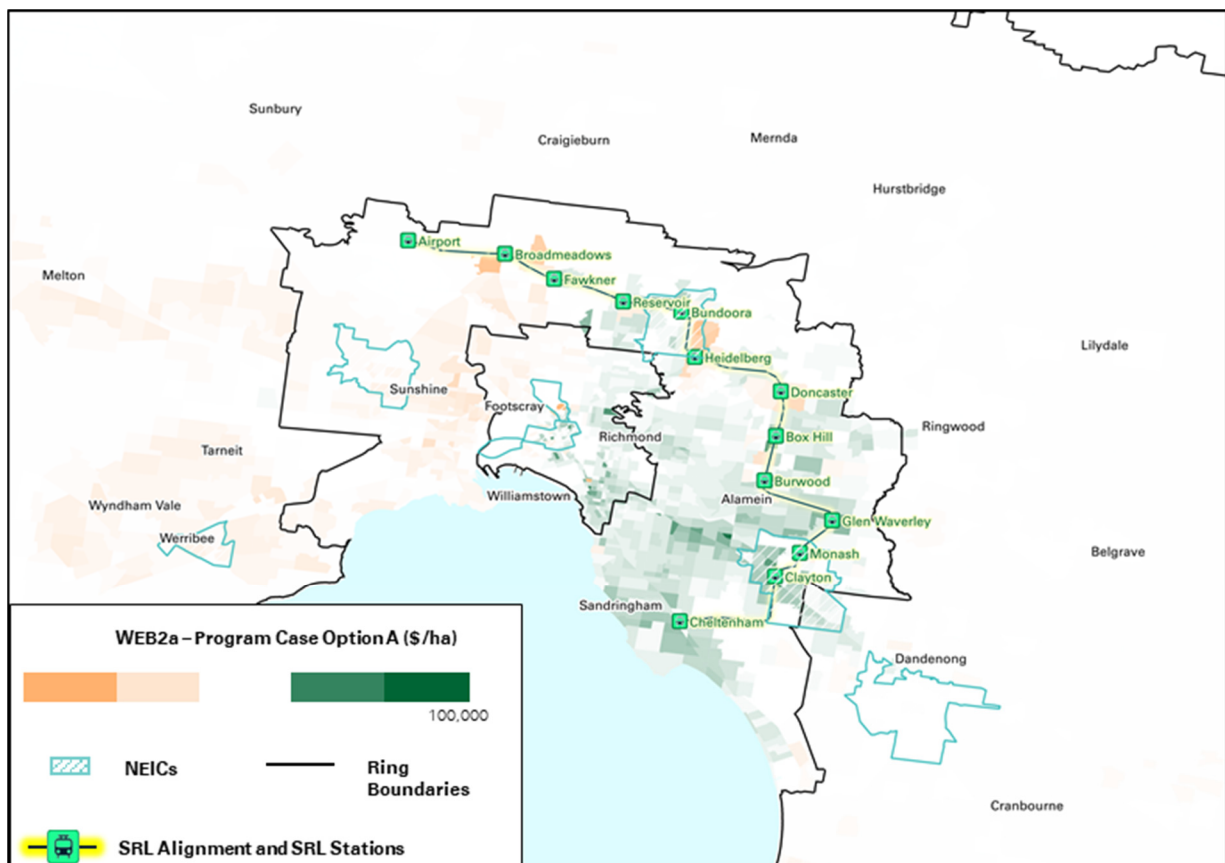 Sunbury
Craigieburn
Mernda
Hurstbridge
Airport
Broadmeadows
Melton
Fawkner
Reservoir
Bundoora
Lilydale
Heidelberg
Sunshine
Doncaster
Footscray
Ringwood
Richmond
Box Hill
Tarneit
Burwood
Williamstown
Alamein
Wyndham Vale
Glen Waverley
Werribee
Monash
Belgrave
Clayton
Sandringham
Cheltenham
WEB2a – Program Case Option A ($/ha)
Dandenong
100,000
NEICs
Ring
Boundaries
Cranbourne
SRL Alignment and SRL Stations